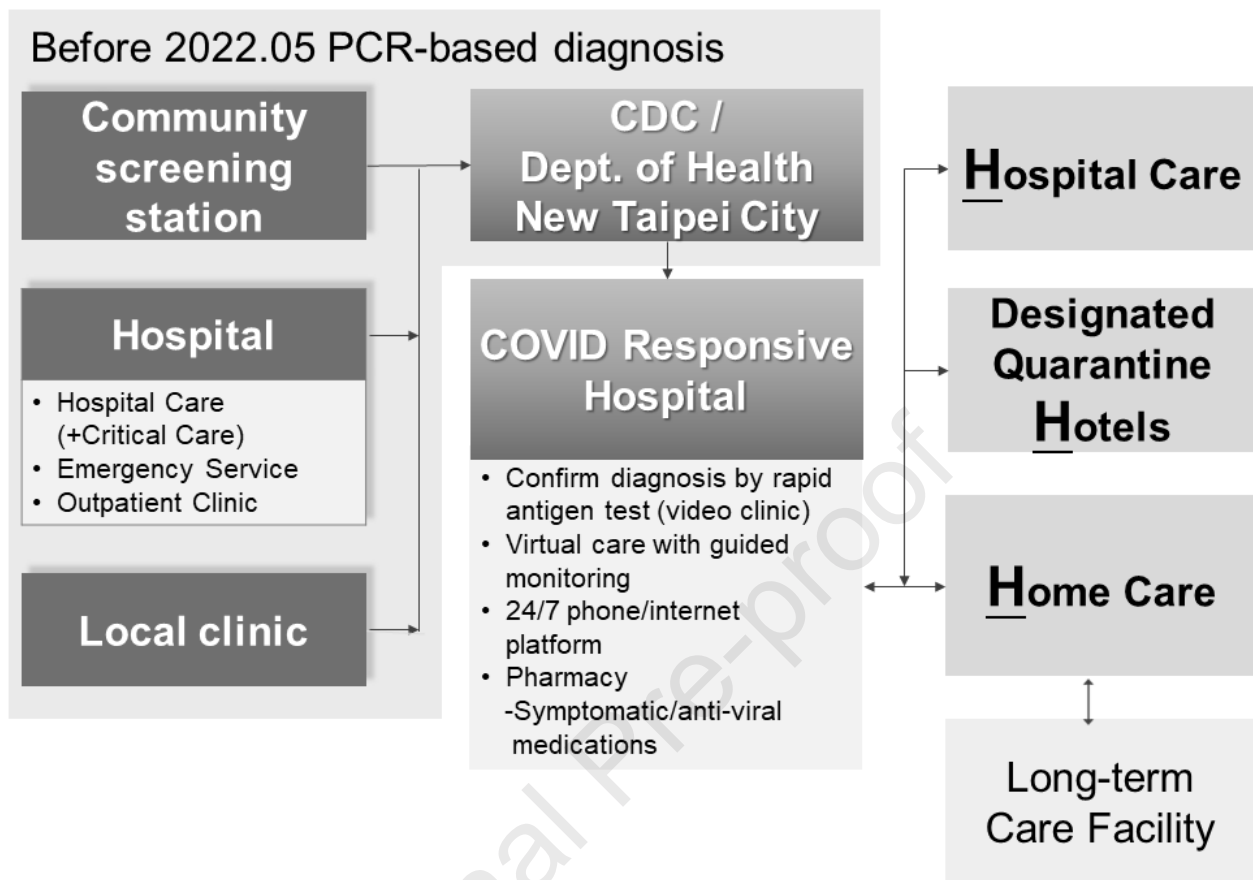 Before 2022.05 PCR-based diagnosis
Community
screening
station
Hospital
• Hospital Care
(+Critical Care)
• Emergency Service
• Outpatient Clinic
Local clinic
CDC /
Dept. of Health
New Taipei City
COVID Responsive
Hospital
• Confirm diagnosis by rapid
antigen test (video clinic)
• Virtual care with guided
monitoring
• 24/7 phone/internet
platform
• Pharmacy
-Symptomatic/anti-viral
medications
Hospital Care
Designated
Quarantine
Hotels
Home Care
Long-term
Care Facility
nal Pre-proof